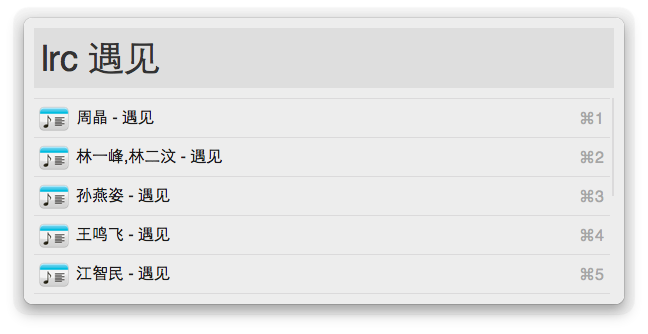 lrc 遇见
周晶 - 遇见 ⌘1
林一峰,林二汶 - 遇见 ⌘2
孙燕姿 - 遇见 ⌘3
王鸣飞 - 遇见 ⌘4
江智民 - 遇见 ⌘5